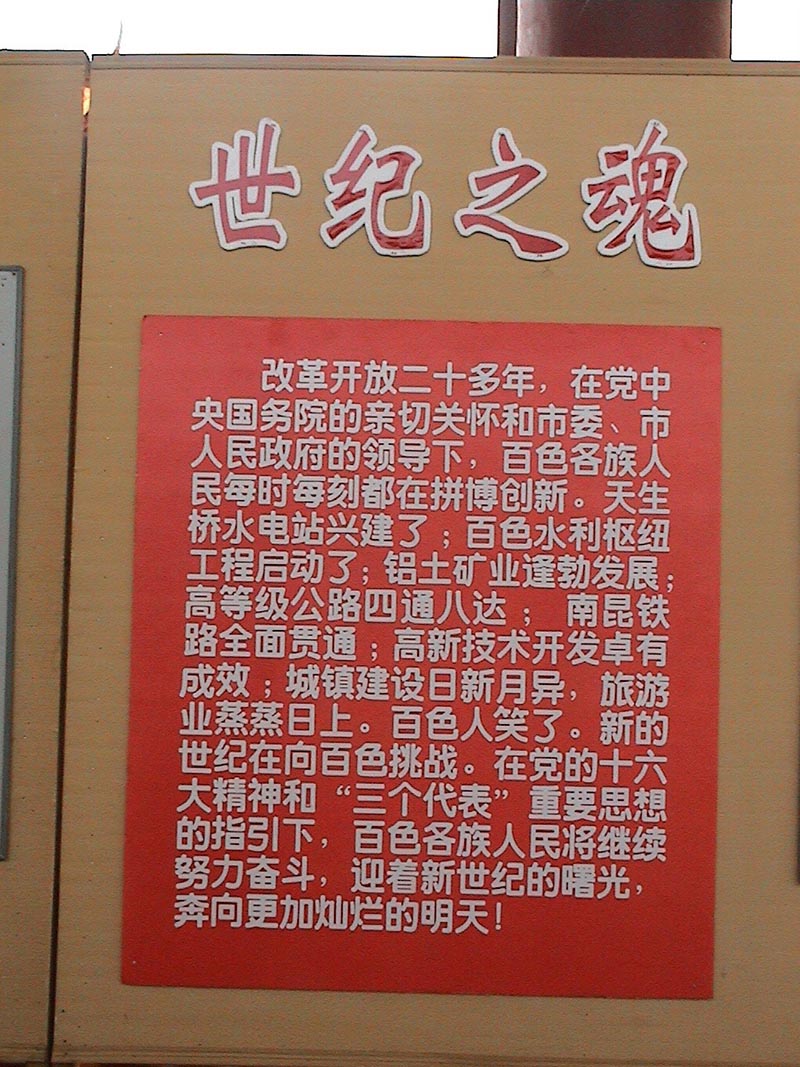 世纪之魂
改革开放二十多年，在党中
央国务院的亲切关怀和市委、市
人民政府的领导下，百色各族人
民每时每刻都在拼博创新。天生
桥水电站兴建了；百色水利枢纽
工程启动了；铝土矿业蓬勃发展；
高等级公路四通八达； 南昆铁
路全面贯通；高新技术开发卓有
成效；城镇建设日新月异，旅游
业蒸蒸日上。百色人笑了。新的
世纪在向百色挑战。在党的十六
大精神和“三个代表”重要思想
的指引下，百色各族人民将继续
努力奋斗，迎着新世纪的曙光，
奔向更加灿烂的明天！